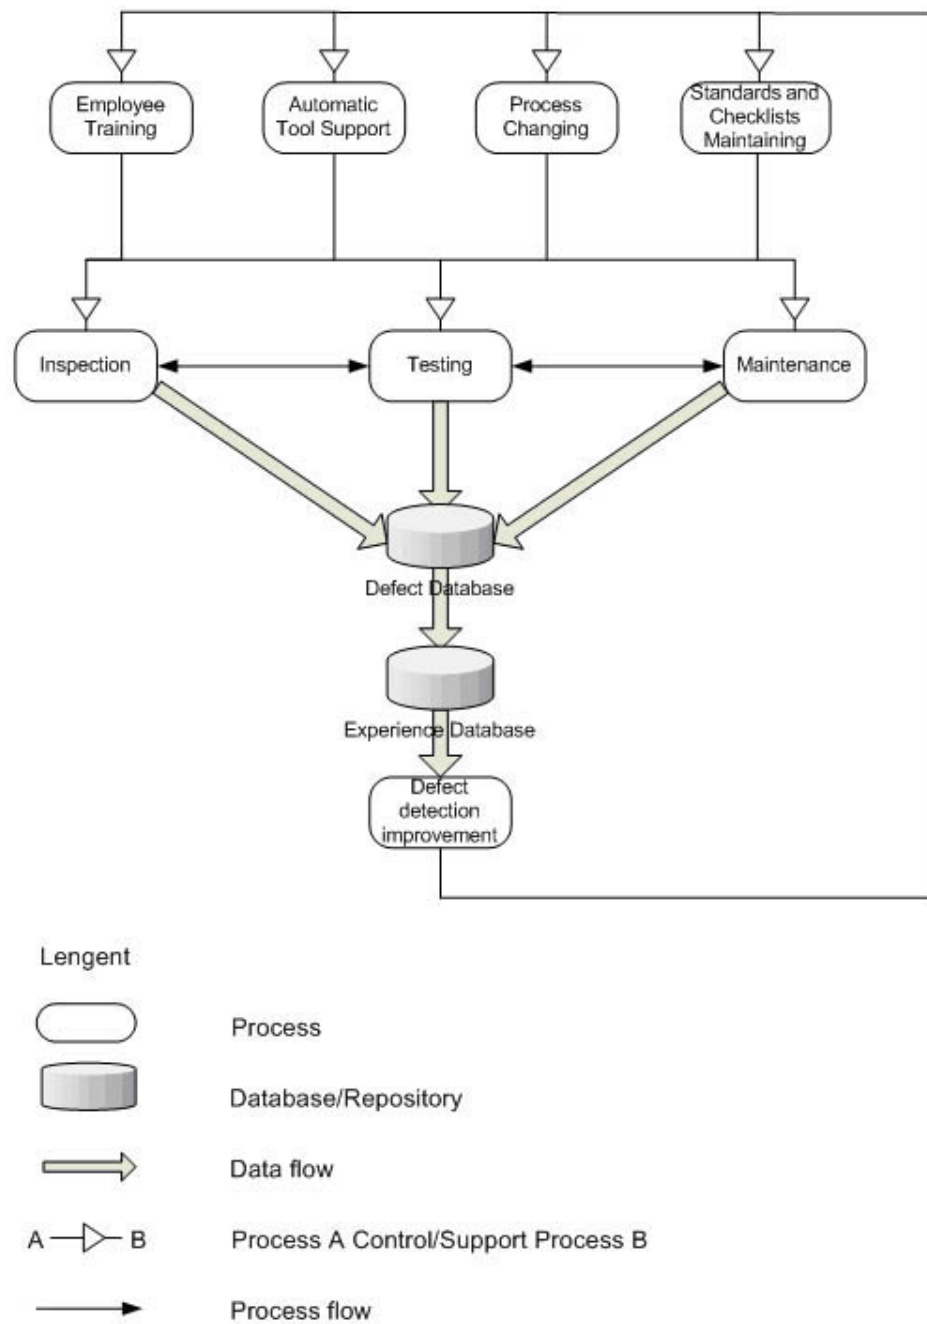 Employee
Training
Automatic
Tool Support
Process
Changing
Standards and
Checklists
Maintaining
Inspection
Testing
Maintenance
Defect Database
Experience Database
Defect
detection
improvement
Lengent
Process
Database/Repository
Data flow
A B Process A Control/Support Process B
Process flow